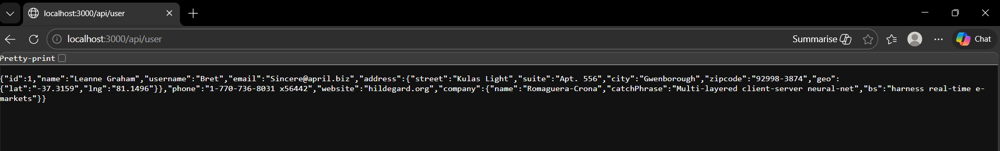 localhost:3000/api/user
localhost:3000/api/user
Summarise
Chat
Pretty-print
{"id":1,"name":"Leanne Graham","username":"Bret","email":"Sincere@april.biz","address":{"street":"Kulas Light","suite":"Apt. 556","city":"Gwenborough","zipcode":"92998-3874","geo":
{"lat":"-37.3159","lng":"81.1496"}},"phone":"1-770-736-8031 x56442","website":"hildegard.org","company":{"name":"Romaguera-Crona","catchPhrase":"Multi-layered client-server neural-net","bs":"harness real-time e-
markets"}}